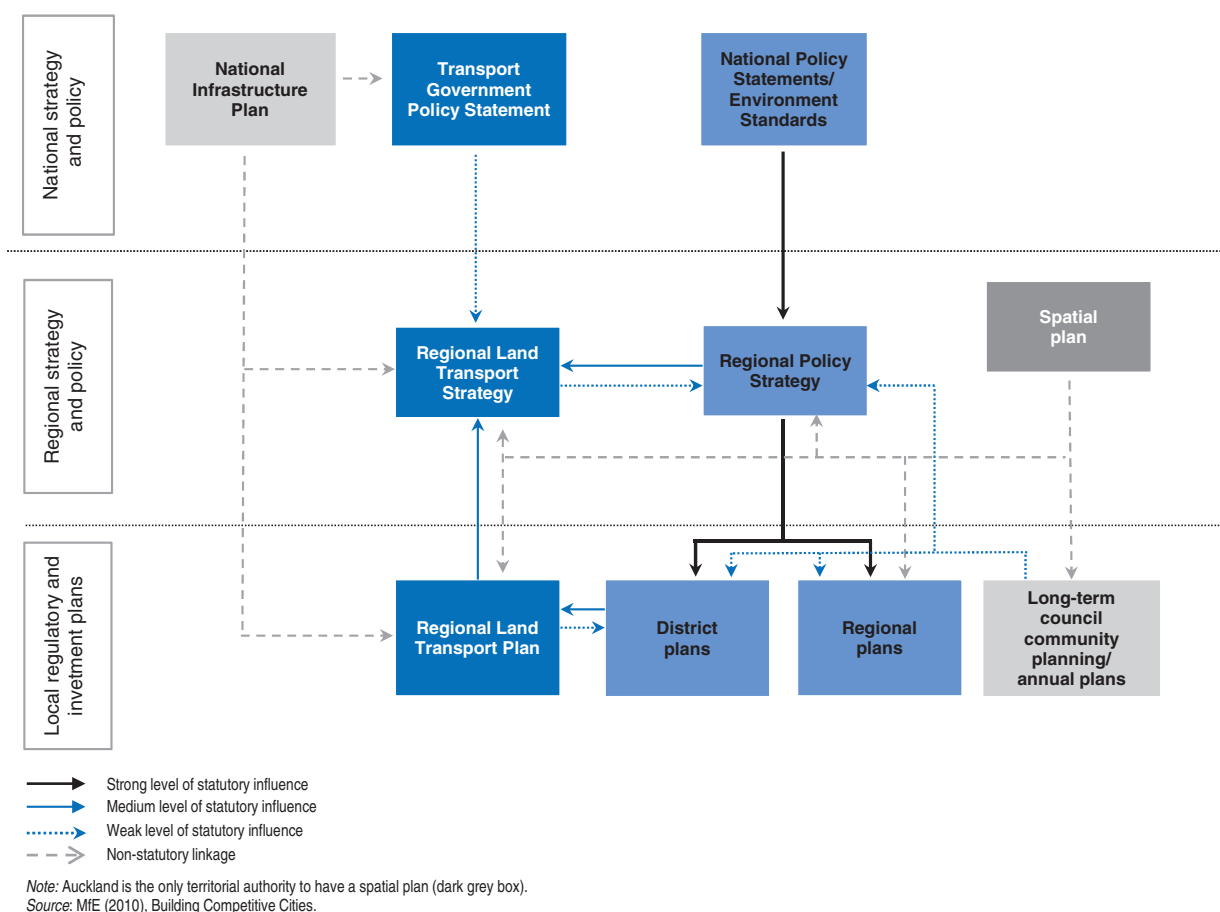 National strategy
and policy
National
Infrastructure
Plan
Transport
Government
Policy Statement
National Policy
Statements/
Environment
Standards
Regional strategy
and policy
Regional Land
Transport
Strategy
Regional Policy
Strategy
Spatial
plan
Local regulatory and
invetment plans
Regional Land
Transport Plan
District
plans
Regional
plans
Long-term
council
community
planning/
annual plans
Strong level of statutory influence
Medium level of statutory influence
Weak level of statutory influence
Non-statutory linkage
Note: Auckland is the only territorial authority to have a spatial plan (dark grey box).
Source: MfE (2010), Building Competitive Cities.